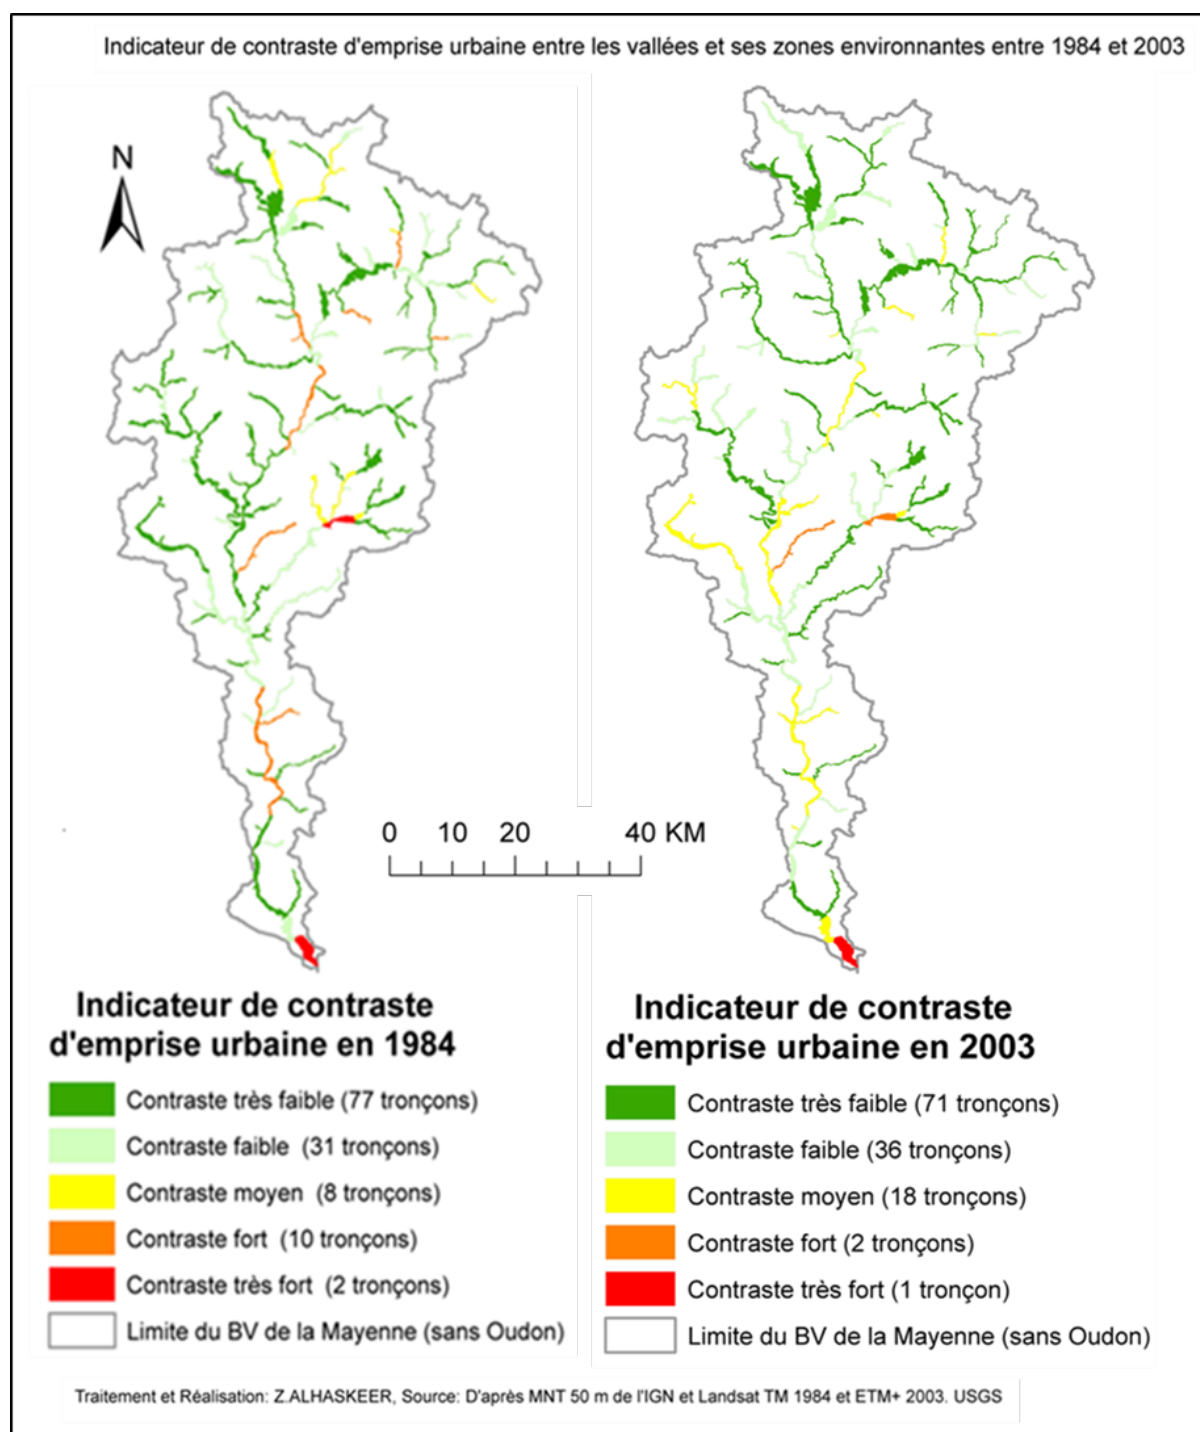 Indicateur de contraste d'emprise urbaine entre les vallées et ses zones environnantes entre 1984 et 2003
N
0 10 20 40 KM
Indicateur de contraste
d'emprise urbaine en 1984
Contraste très faible (77 tronçons)
Contraste faible (31 tronçons)
Contraste moyen (8 tronçons)
Contraste fort (10 tronçons)
Contraste très fort (2 tronçons)
Limite du BV de la Mayenne (sans Oudon)
Indicateur de contraste
d'emprise urbaine en 2003
Contraste très faible (71 tronçons)
Contraste faible (36 tronçons)
Contraste moyen (18 tronçons)
Contraste fort (2 tronçons)
Contraste très fort (1 tronçon)
Limite du BV de la Mayenne (sans Oudon)
Traitement et Réalisation: Z.ALHASKEER, Source: D'après MNT 50 m de l'IGN et Landsat TM 1984 et ETM+ 2003. USGS